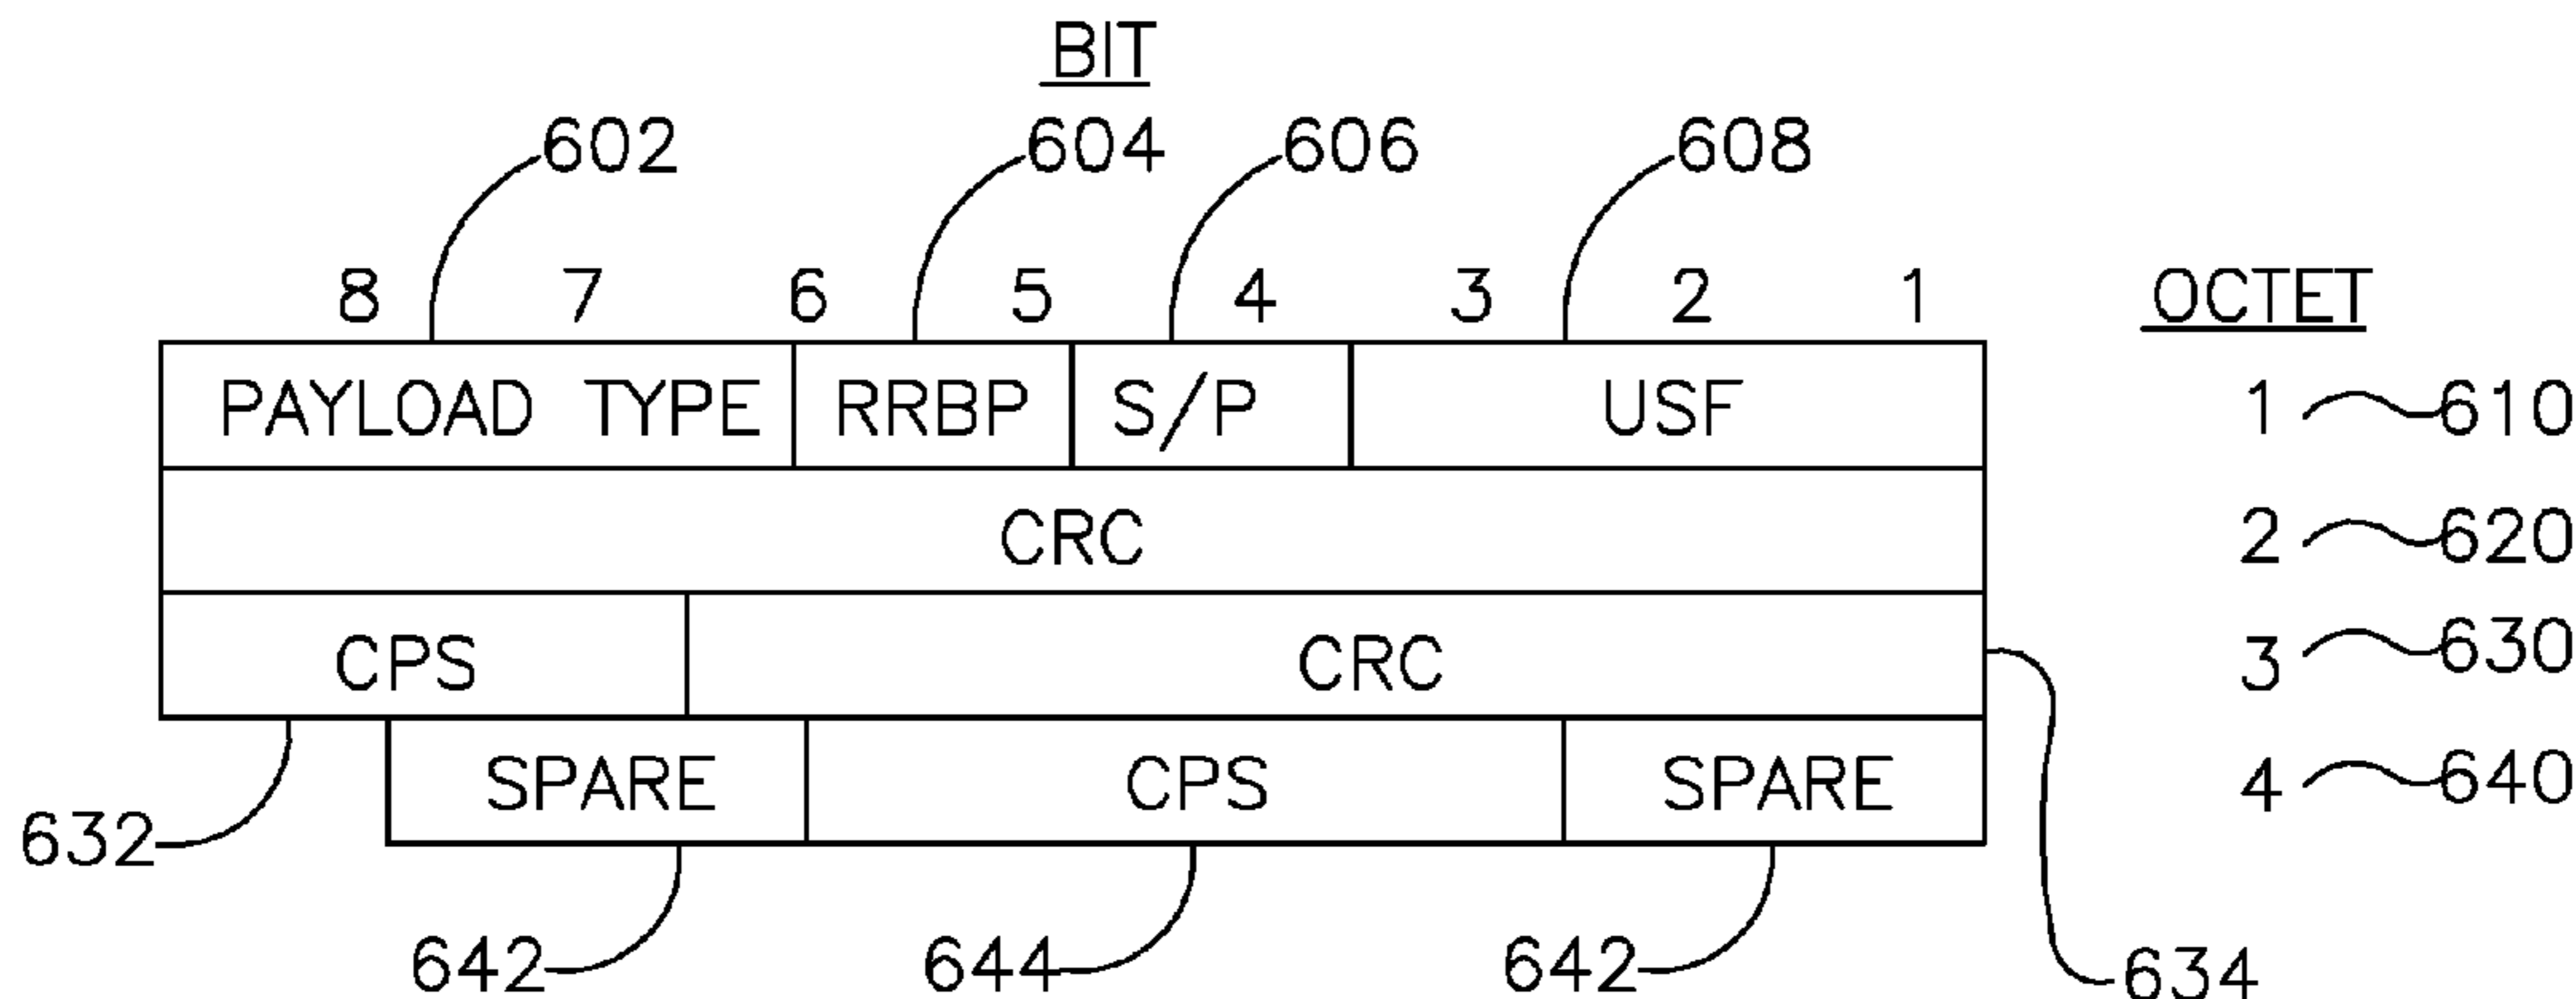 BIT
602 604 606 608
8 7 6 5 4 3 2 1 OCTET
PAYLOAD TYPE RRBP S/P USF 1 610
CRC 2 620
CPS CRC 3 630
SPARE CPS SPARE 4 640
632
642 644 642 634